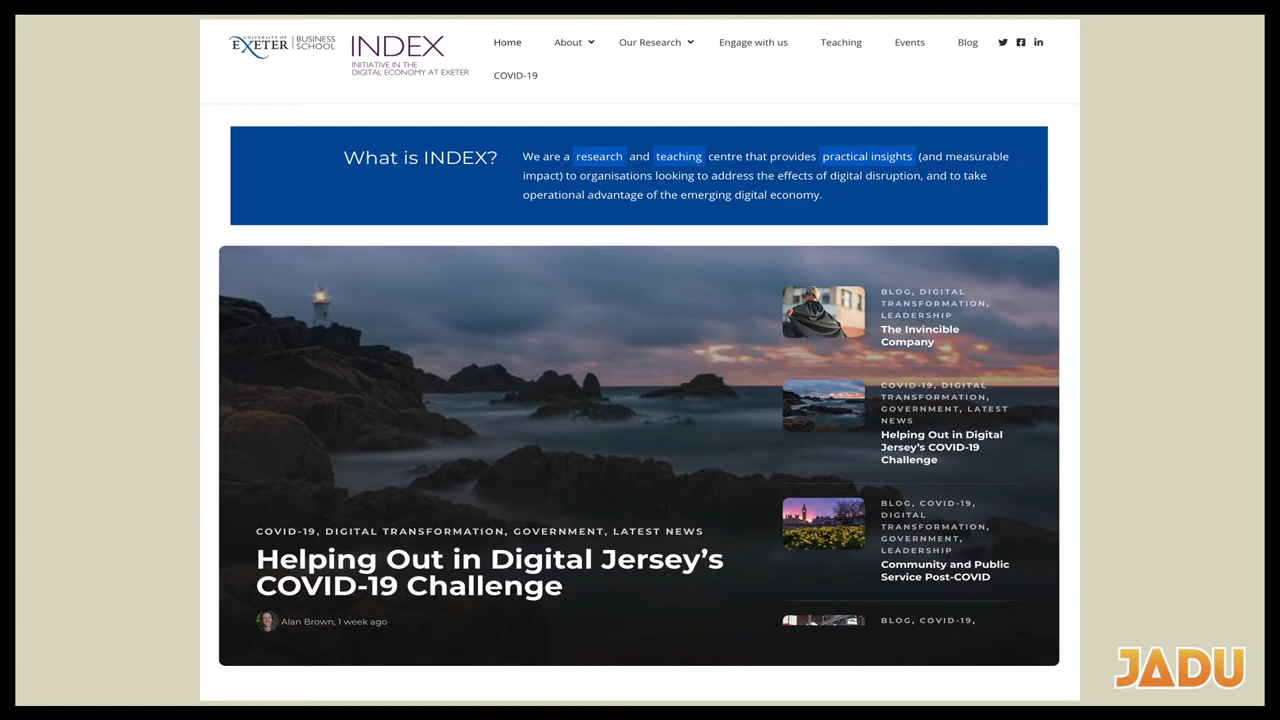 UNIVERSITY OF
EXETER
BUSINESS
SCHOOL
INDEX
INITIATIVE IN THE
DIGITAL ECONOMY AT EXETER
Home
About
Our Research
Engage with us
Teaching
Events
Blog
COVID-19
What is INDEX?
We are a research and teaching centre that provides practical insights (and measurable
impact) to organisations looking to address the effects of digital disruption, and to take
operational advantage of the emerging digital economy.
COVID-19, DIGITAL TRANSFORMATION, GOVERNMENT, LATEST NEWS
Helping Out in Digital Jersey’s
COVID-19 Challenge
Alan Brown, 1 week ago
BLOG, DIGITAL
TRANSFORMATION,
LEADERSHIP
The Invincible
Company
COVID-19, DIGITAL
TRANSFORMATION,
GOVERNMENT, LATEST
NEWS
Helping Out in Digital
Jersey’s COVID-19
Challenge
BLOG, COVID-19,
DIGITAL
TRANSFORMATION,
GOVERNMENT,
LEADERSHIP
Community and Public
Service Post-COVID
BLOG, COVID-19,
JADU